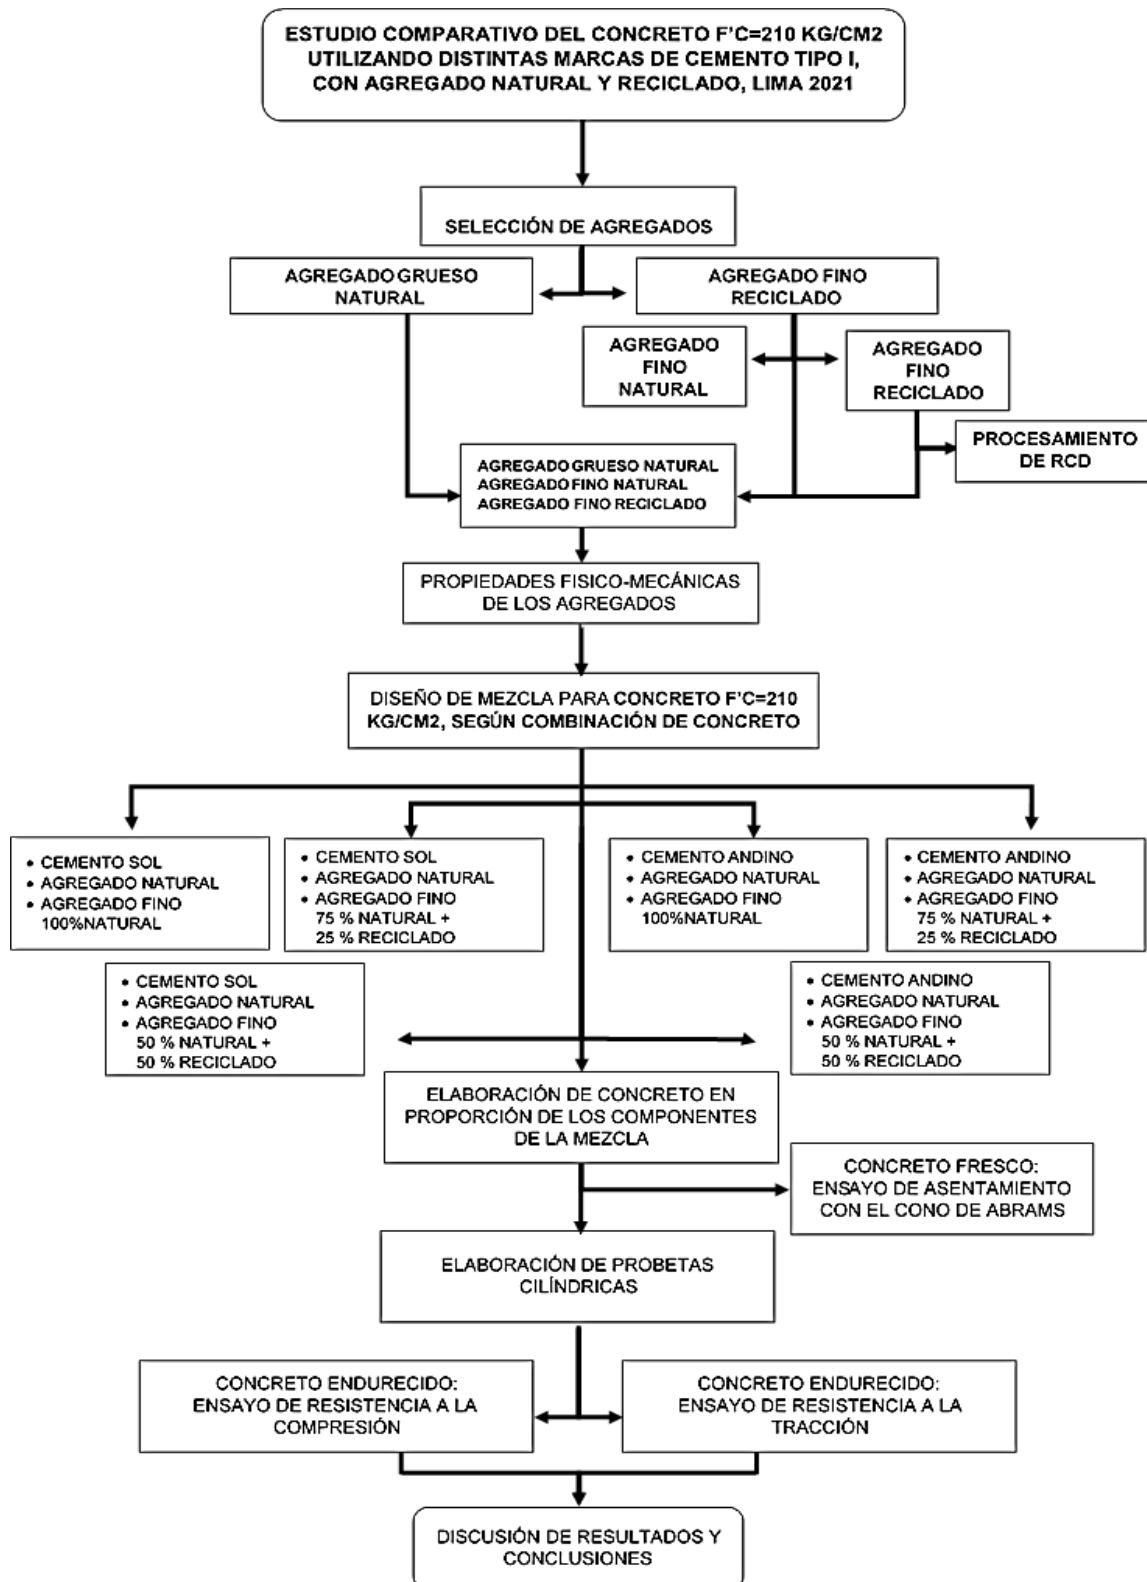 ESTUDIO COMPARATIVO DEL CONCRETO F'C=210 KG/CM2
UTILIZANDO DISTINTAS MARCAS DE CEMENTO TIPO I,
CON AGREGADO NATURAL Y RECICLADO, LIMA 2021
SELECCIÓN DE AGREGADOS
AGREGADO GRUESO
NATURAL
AGREGADO FINO
RECICLADO
AGREGADO
FINO
NATURAL
AGREGADO
FINO
RECICLADO
PROCESAMIENTO
DE RCD
AGREGADO GRUESO NATURAL
AGREGADO FINO NATURAL
AGREGADO FINO RECICLADO
PROPIEDADES FISICO-MECÁNICAS
DE LOS AGREGADOS
DISEÑO DE MEZCLA PARA CONCRETO F'C=210
KG/CM2, SEGÚN COMBINACIÓN DE CONCRETO
• CEMENTO SOL
• AGREGADO NATURAL
• AGREGADO FINO
100%NATURAL
• CEMENTO SOL
• AGREGADO NATURAL
• AGREGADO FINO
75 % NATURAL +
25 % RECICLADO
• CEMENTO ANDINO
• AGREGADO NATURAL
• AGREGADO FINO
100%NATURAL
• CEMENTO ANDINO
• AGREGADO NATURAL
• AGREGADO FINO
75 % NATURAL +
25 % RECICLADO
• CEMENTO SOL
• AGREGADO NATURAL
• AGREGADO FINO
50 % NATURAL +
50 % RECICLADO
• CEMENTO ANDINO
• AGREGADO NATURAL
• AGREGADO FINO
50 % NATURAL +
50 % RECICLADO
ELABORACIÓN DE CONCRETO EN
PROPORCIÓN DE LOS COMPONENTES
DE LA MEZCLA
CONCRETO FRESCO:
ENSAYO DE ASENTAMIENTO
CON EL CONO DE ABRAMS
ELABORACIÓN DE PROBETAS
CILÍNDRICAS
CONCRETO ENDURECIDO:
ENSAYO DE RESISTENCIA A LA
COMPRESIÓN
CONCRETO ENDURECIDO:
ENSAYO DE RESISTENCIA A LA
TRACCIÓN
DISCUSIÓN DE RESULTADOS Y
CONCLUSIONES